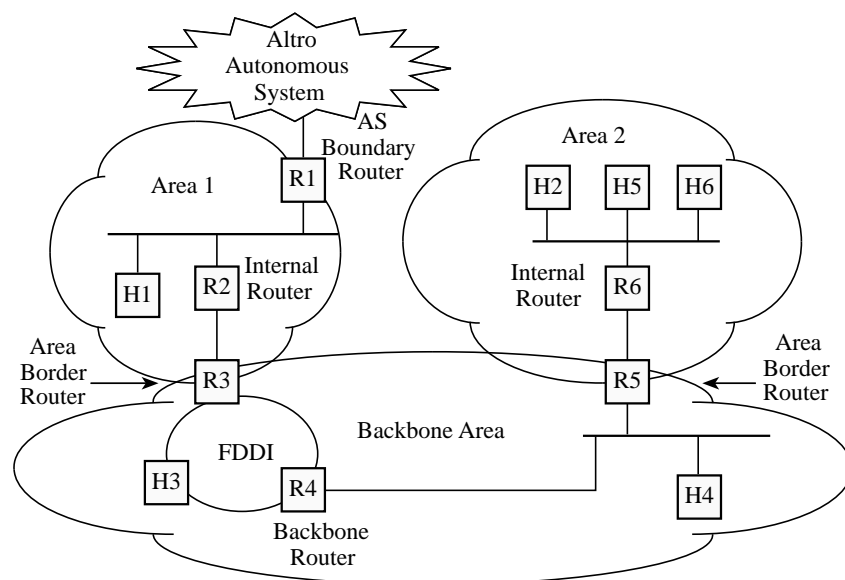 Altro
Autonomous
System
AS
Boundary
Router
Area 1
R1
Area 2
H2
H5
H6
H1
R2
Internal
Router
Internal
Router
R6
Area
Border
Router
R3
R5
Area
Border
Router
Backbone Area
FDDI
H3
R4
H4
Backbone
Router